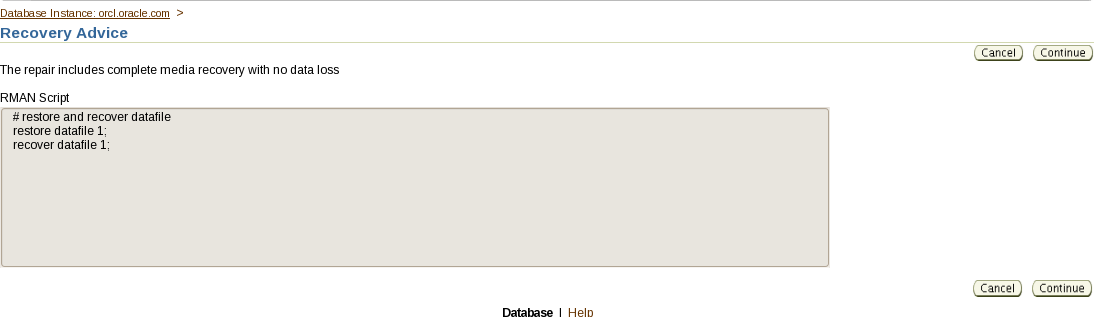 Database Instance: orcl.oracle.com >
Recovery Advice
Cancel Continue
The repair includes complete media recovery with no data loss
RMAN Script
# restore and recover datafile
restore datafile 1;
recover datafile 1;
Cancel Continue
Database | Help